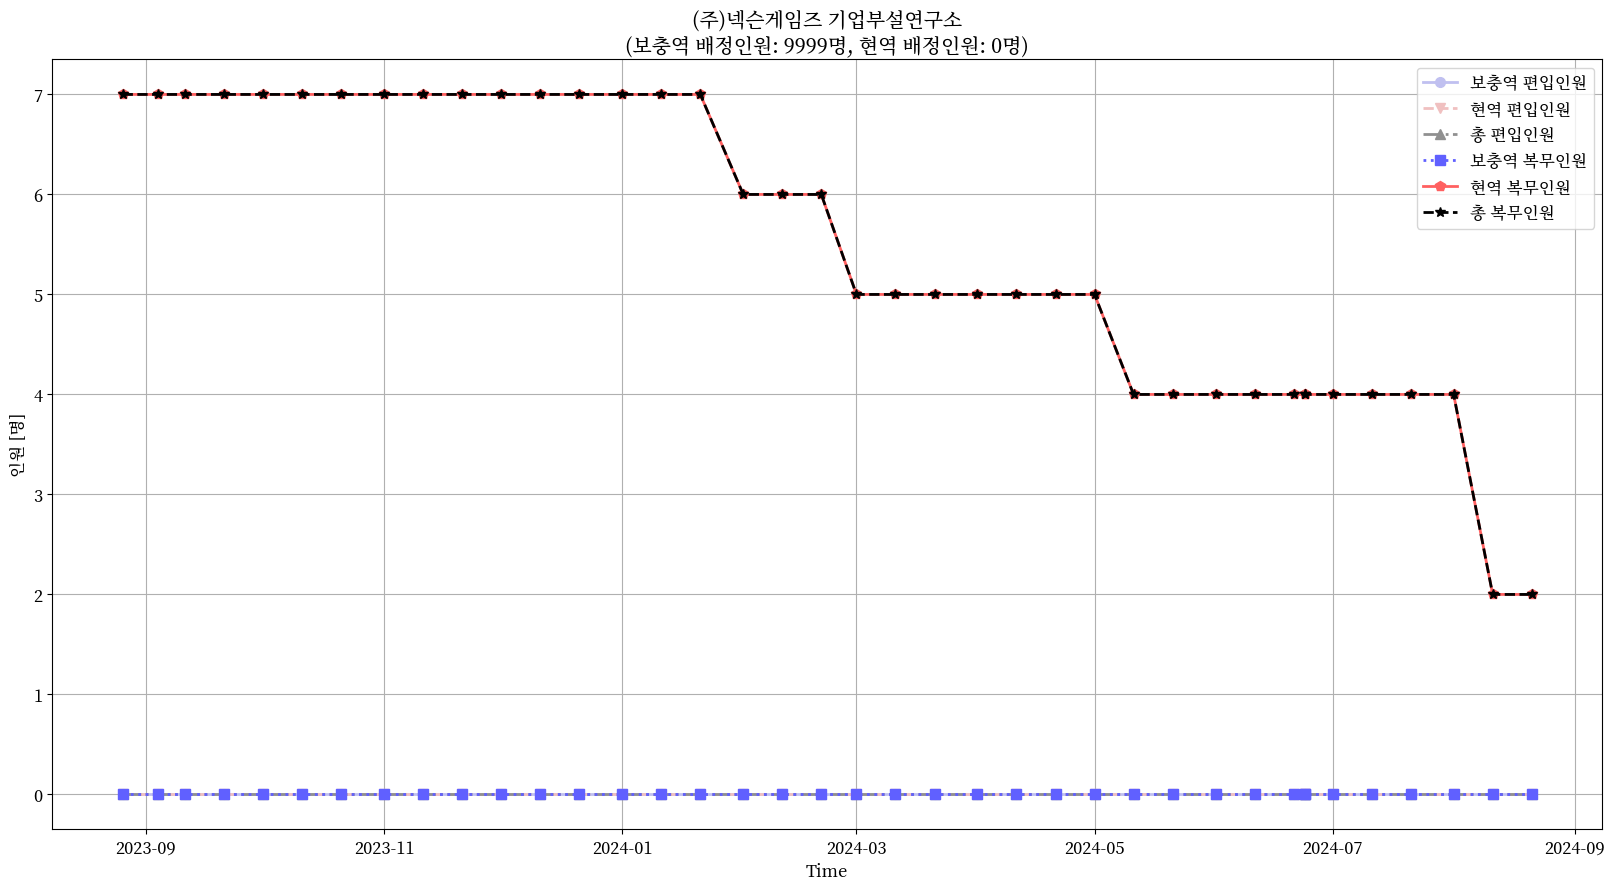 (주)넥슨게임즈 기업부설연구소
(보충역 배정인원: 9999명, 현역 배정인원: 0명)
보충역 편입인원
현역 편입인원
총 편입인원
보충역 복무인원
현역 복무인원
총 복무인원
인원 [명]
7
6
5
4
3
2
1
0
2023-09
2023-11
2024-01
2024-03
2024-05
2024-07
2024-09
Time